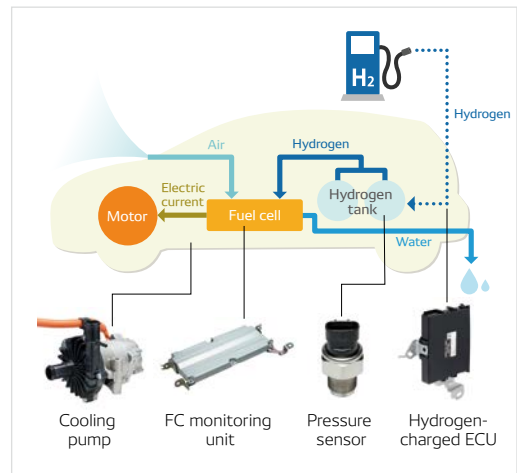 H2
Hydrogen
Air
Hydrogen
Electric
current
Motor
Fuel cell
Hydrogen
tank
Water
Cooling
pump
FC monitoring
unit
Pressure
sensor
Hydrogen-
charged ECU